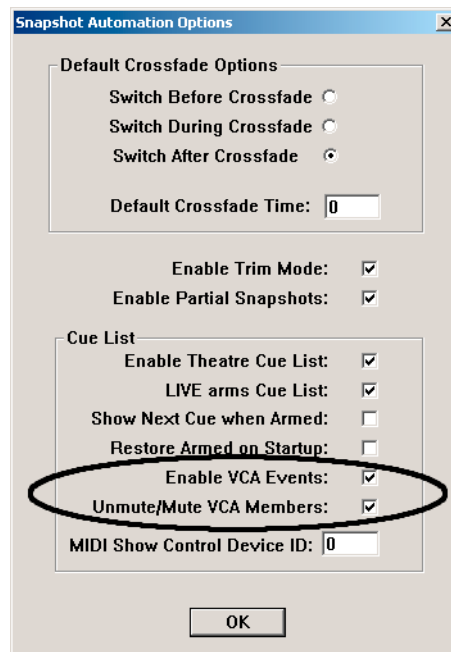 Snapshot Automation Options
Default Crossfade Options
Switch Before Crossfade
Switch During Crossfade
Switch After Crossfade
Default Crossfade Time: 0
Enable Trim Mode:
Enable Partial Snapshots:
Cue List
Enable Theatre Cue List:
LIVE arms Cue List:
Show Next Cue when Armed:
Restore Armed on Startup:
Enable VCA Events:
Unmute/Mute VCA Members:
MIDI Show Control Device ID: 0
OK